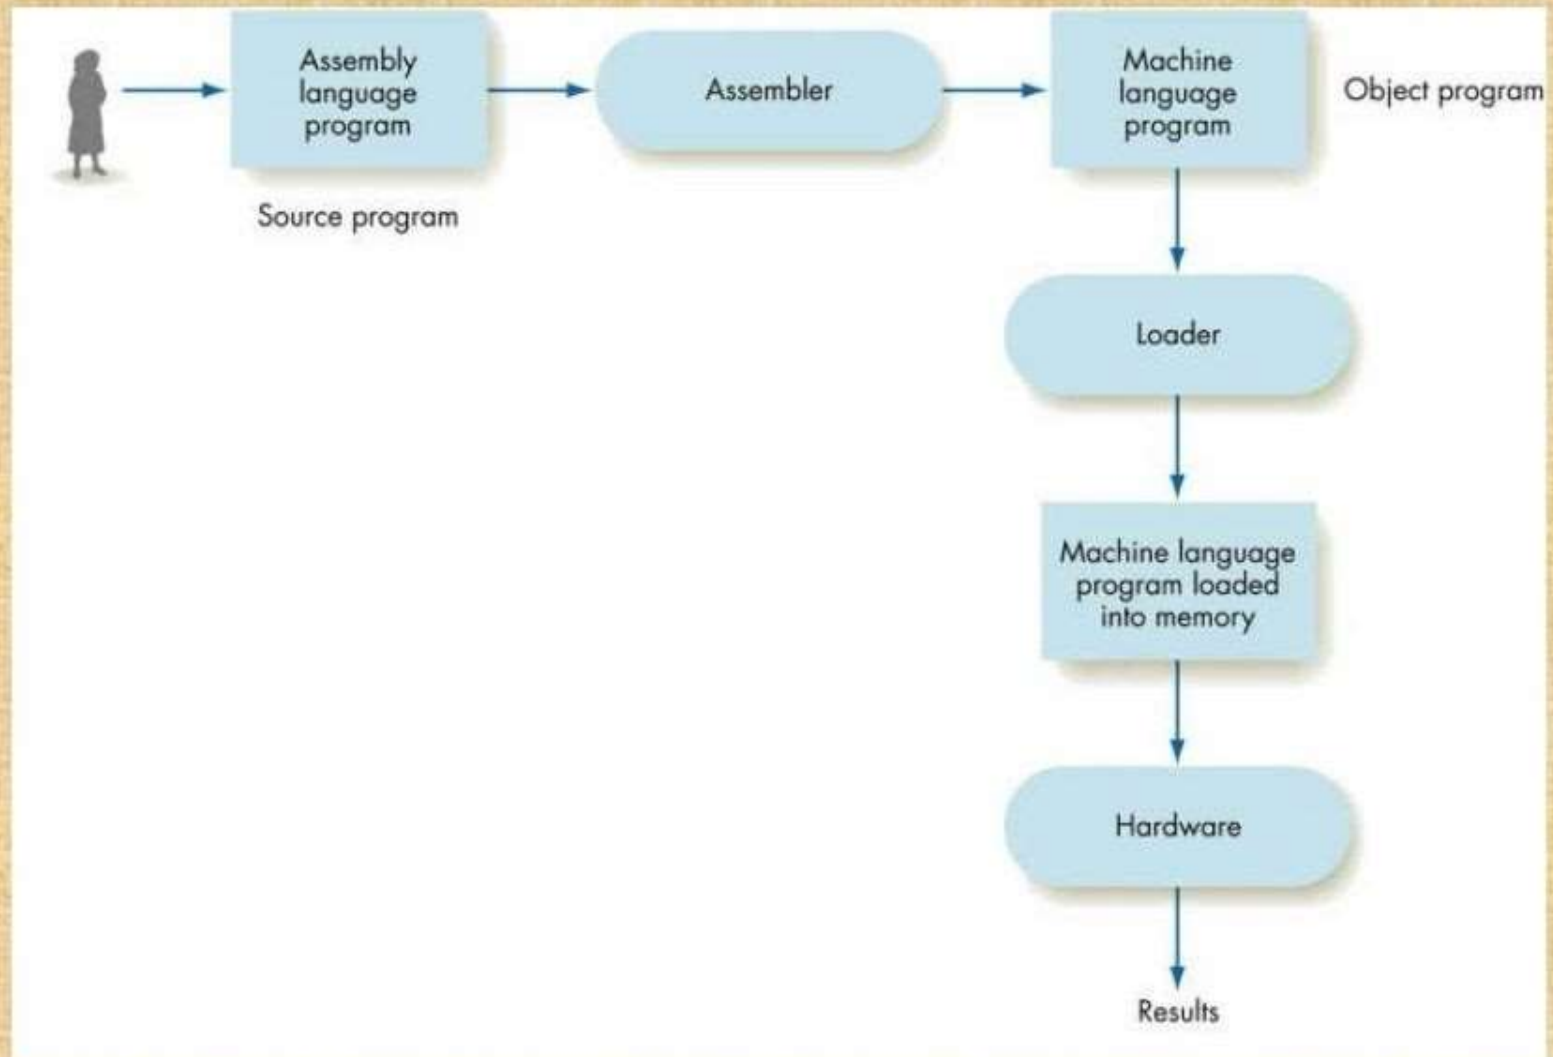 Assembly
language
program
Source program
Assembler
Machine
language
program
Object program
Loader
Machine language
program loaded
into memory
Hardware
Results